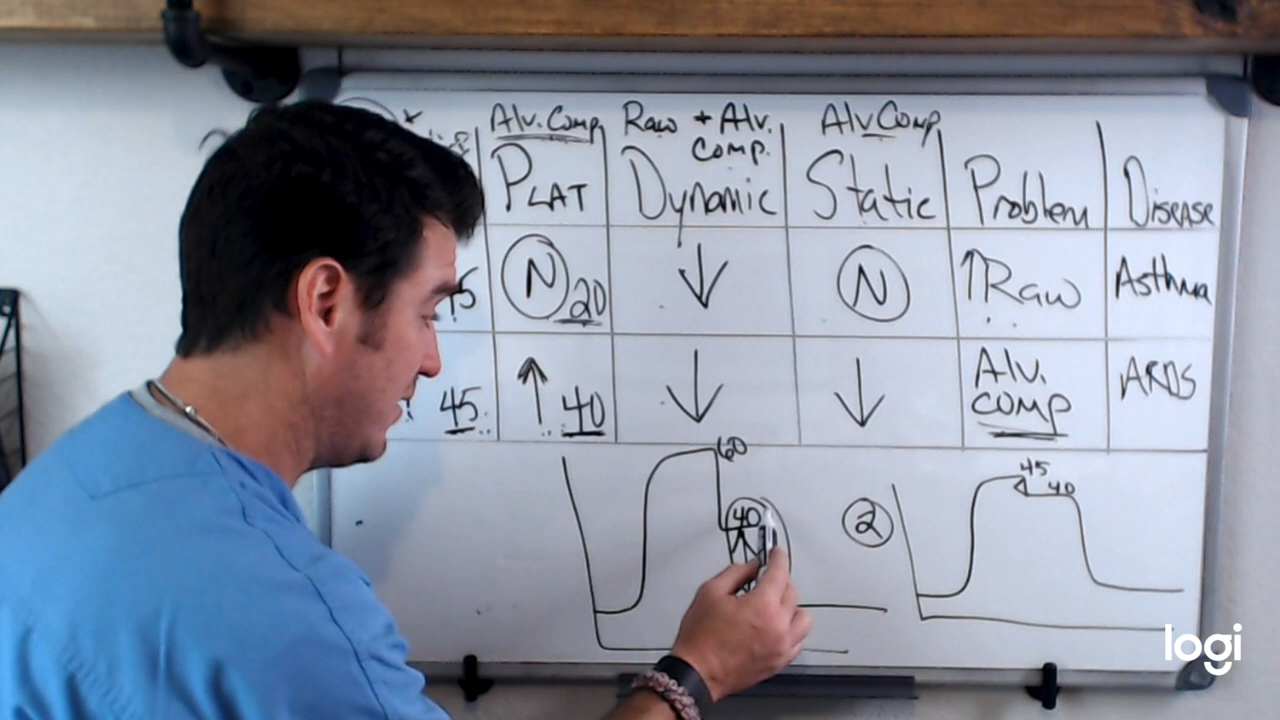 Alv. Comp
Raw + Alv.
Comp.
Alv Comp
PLAT
Dynamic
Static
Problem
Disease
45
N
20
↓
N
↑Raw
Asthma
45
↑
40
↓
↓
Alv.
comp
ARDS
60
40
2
45
40
logi